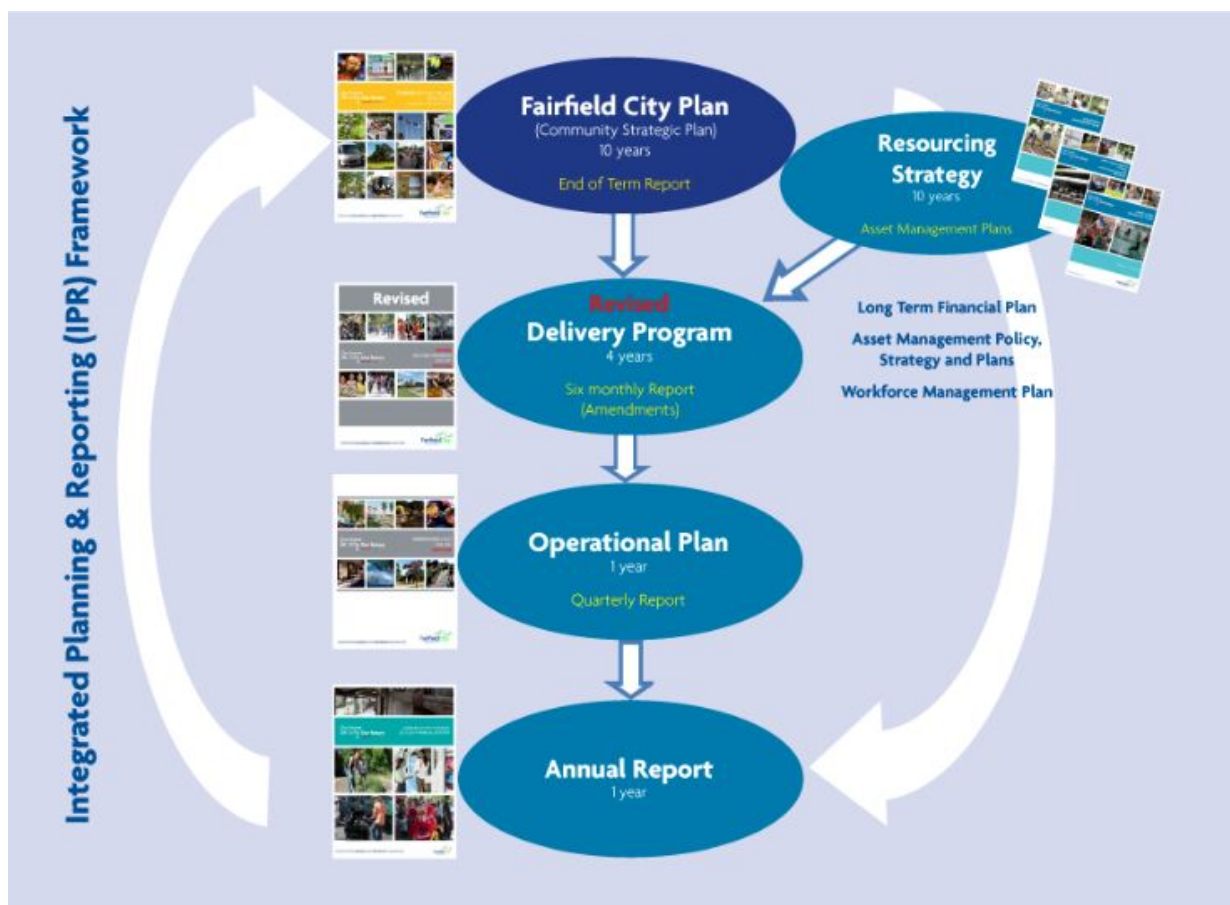 Integrated Planning & Reporting (IPR) Framework
Fairfield City Plan
(Community Strategic Plan)
10 years
End of Term Report
Resourcing
Strategy
10 years
Asset Management Plans
Long Term Financial Plan
Asset Management Policy,
Strategy and Plans
Workforce Management Plan
Revised
Revised
Delivery Program
4 years
Six monthly Report
(Amendments)
Operational Plan
1 year
Quarterly Report
Annual Report
1 year